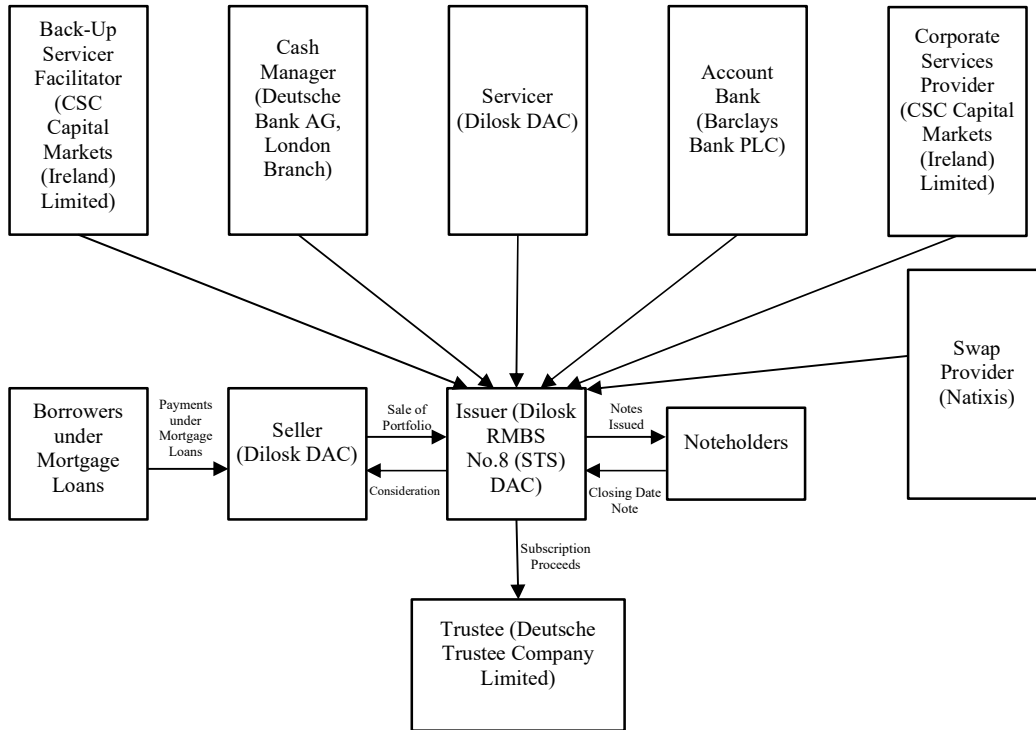 Back-Up
Servicer
Facilitator
(CSC
Capital
Markets
(Ireland)
Limited)
Cash
Manager
(Deutsche
Bank AG,
London
Branch)
Servicer
(Dilosk DAC)
Account
Bank
(Barclays
Bank PLC)
Corporate
Services
Provider
(CSC Capital
Markets
(Ireland)
Limited)
Swap
Provider
(Natixis)
Borrowers
under
Mortgage
Loans
Payments
under
Mortgage
Loans
Seller
(Dilosk DAC)
Sale of
Portfolio
Consideration
Issuer (Dilosk
RMBS
No.8 (STS)
DAC)
Notes
Issued
Closing Date
Note
Noteholders
Subscription
Proceeds
Trustee (Deutsche
Trustee Company
Limited)